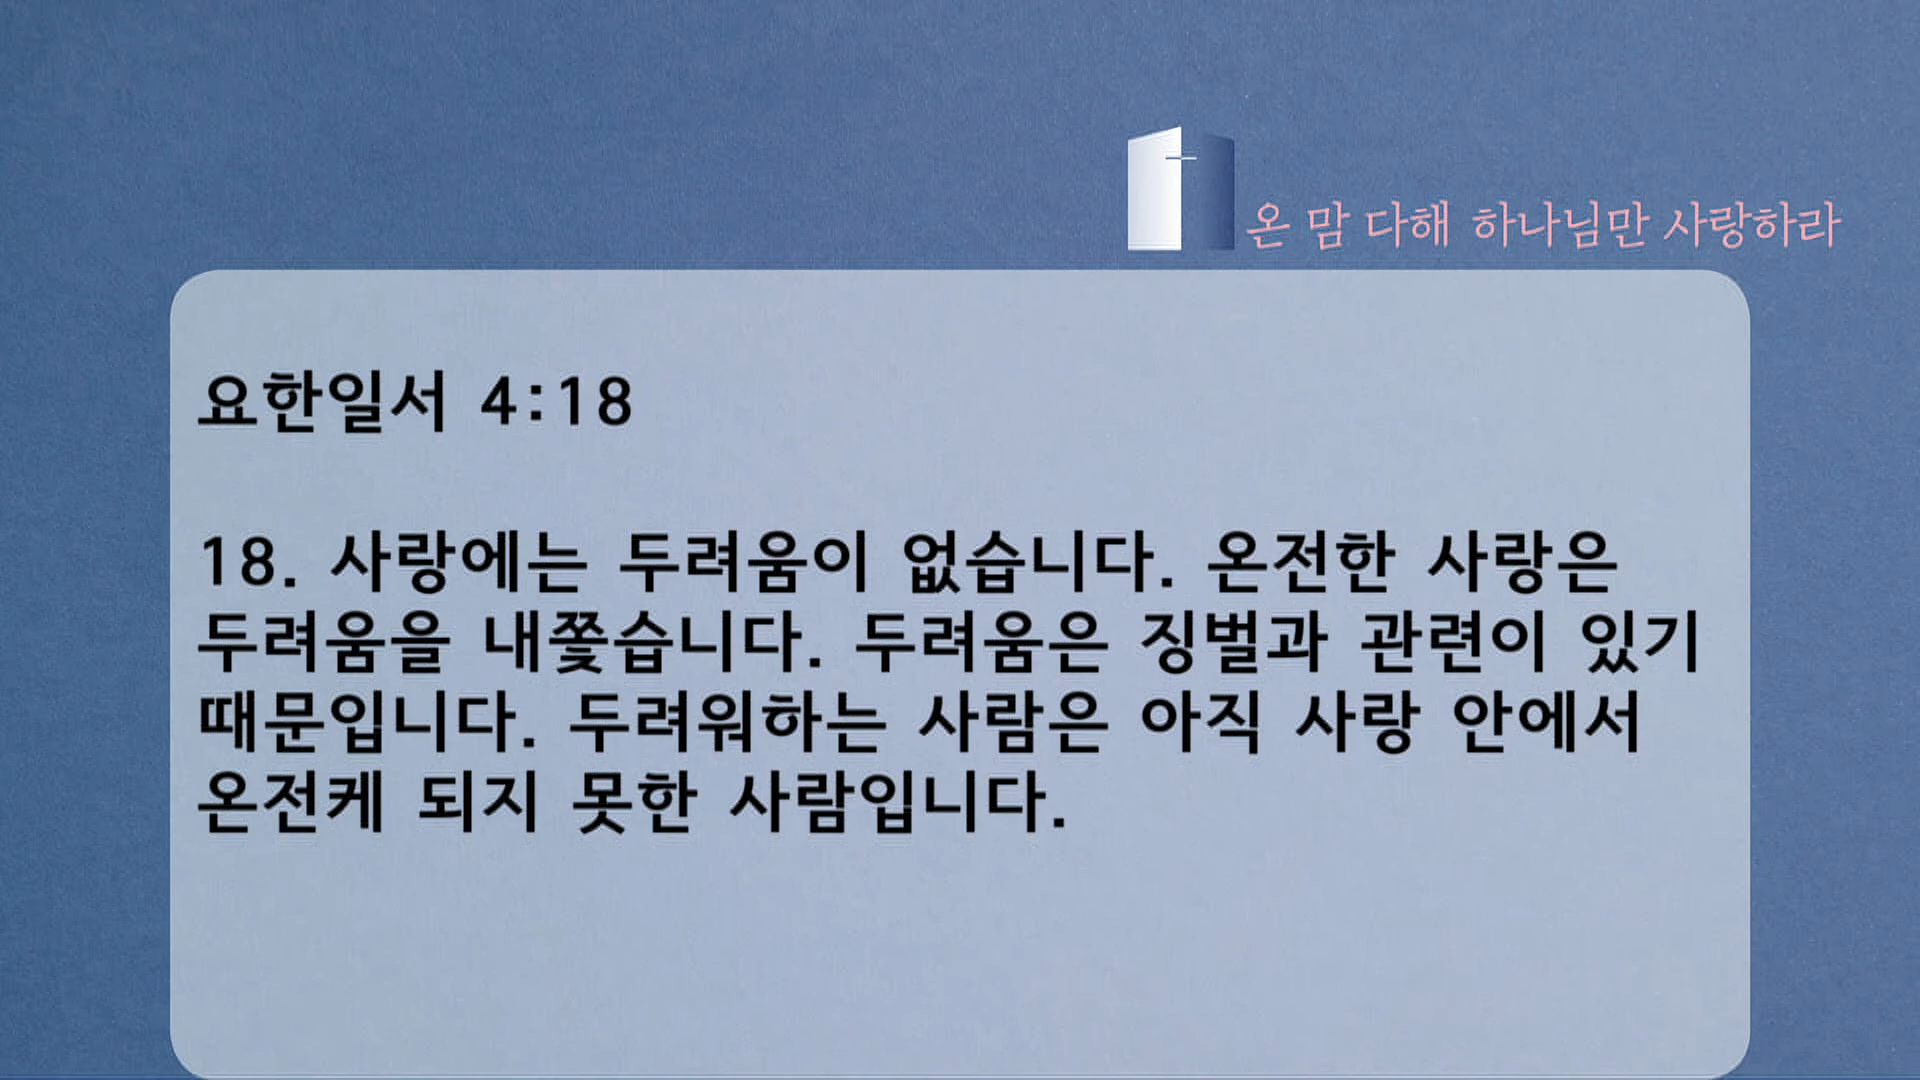 온 맘 다해 하나님만 사랑하라
요한일서 4:18
18. 사랑에는 두려움이 없습니다. 온전한 사랑은
두려움을 내쫓습니다. 두려움은 징벌과 관련이 있기
때문입니다. 두려워하는 사람은 아직 사랑 안에서
온전케 되지 못한 사람입니다.